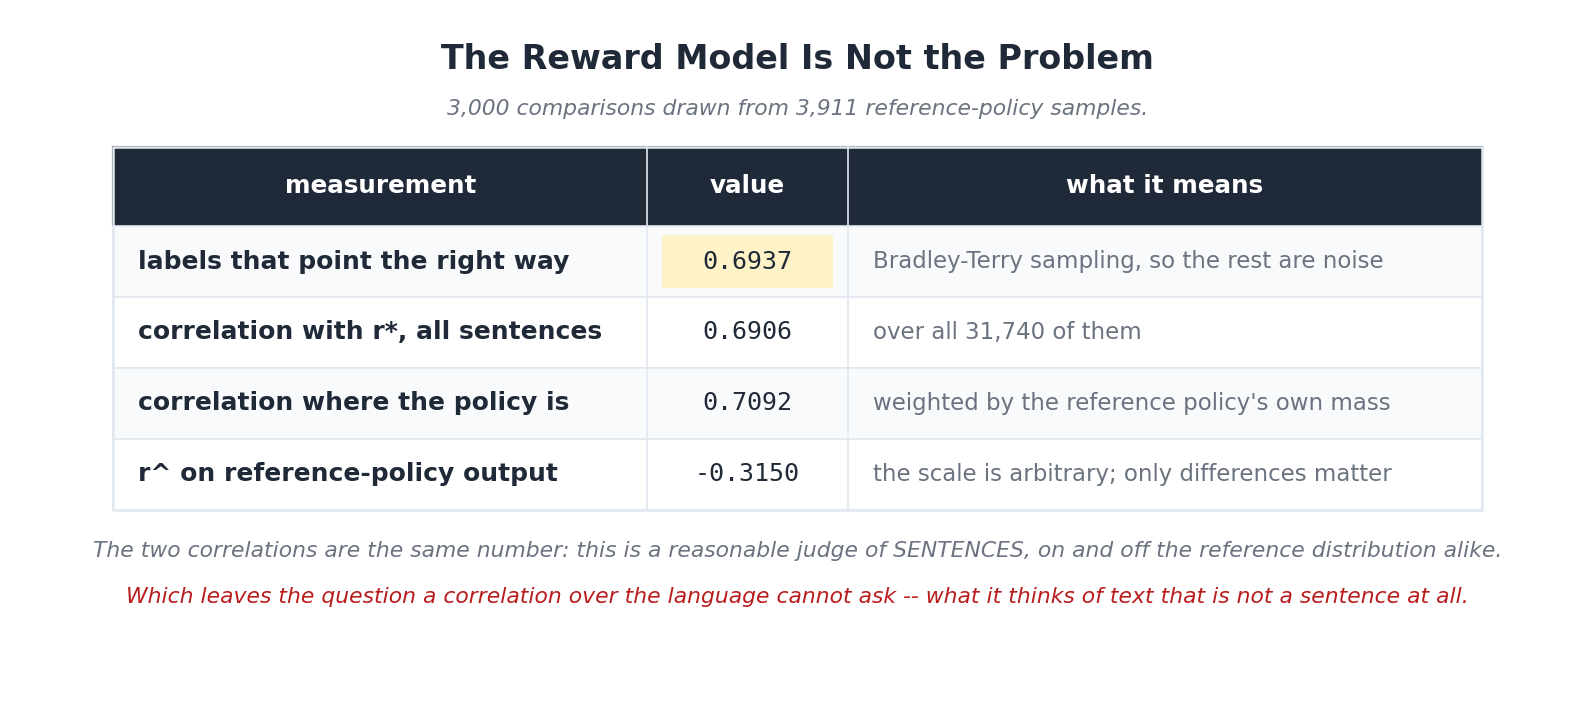 The Reward Model Is Not the Problem
3,000 comparisons drawn from 3,911 reference-policy samples.
measurement value what it means
labels that point the right way 0.6937 Bradley-Terry sampling, so the rest are noise
correlation with r*, all sentences 0.6906 over all 31,740 of them
correlation where the policy is 0.7092 weighted by the reference policy's own mass
r^ on reference-policy output -0.3150 the scale is arbitrary; only differences matter
The two correlations are the same number: this is a reasonable judge of SENTENCES, on and off the reference distribution alike.
Which leaves the question a correlation over the language cannot ask -- what it thinks of text that is not a sentence at all.